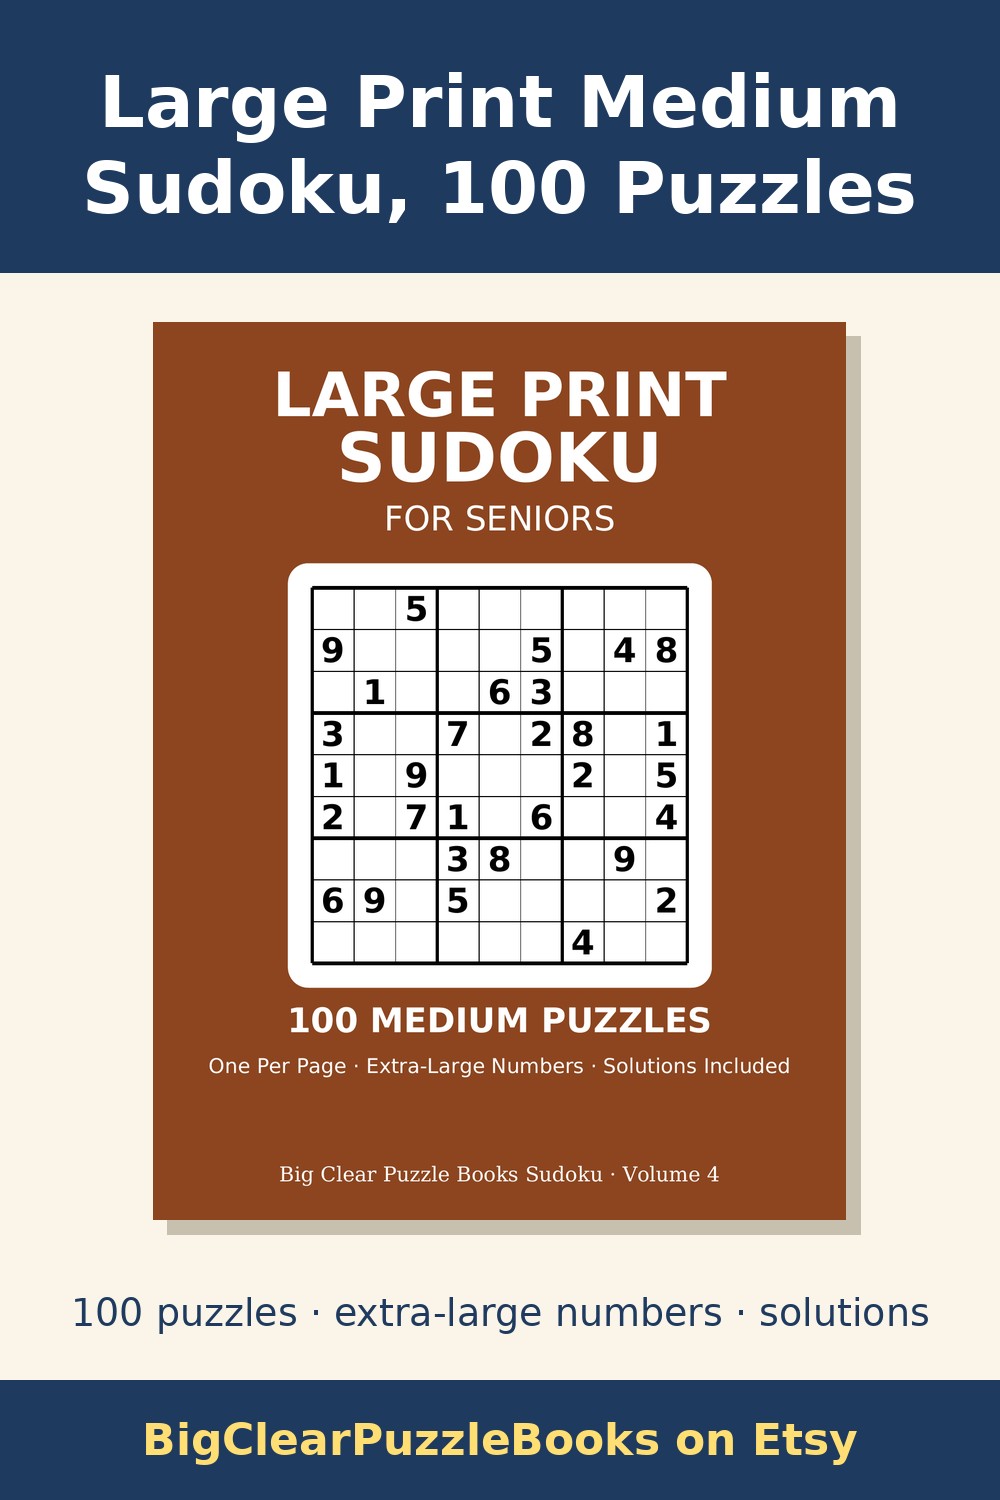 Large Print Medium
Sudoku, 100 Puzzles
LARGE PRINT
SUDOKU
FOR SENIORS
5
9 5 4 8
1 6 3
3 7 2 8 1
1 9 2 5
2 7 1 6 4
3 8 9
6 9 5 2
4
100 MEDIUM PUZZLES
One Per Page · Extra-Large Numbers · Solutions Included
Big Clear Puzzle Books Sudoku · Volume 4
100 puzzles · extra-large numbers · solutions
BigClearPuzzleBooks on Etsy